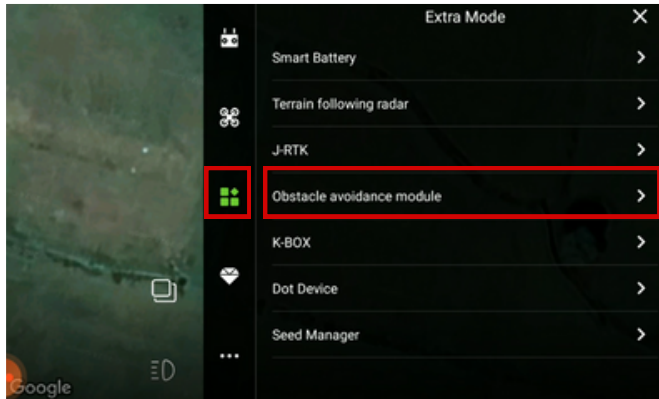 Extra Mode
Smart Battery
Terrain following radar
J-RTK
Obstacle avoidance module
K-BOX
Dot Device
Seed Manager
Google